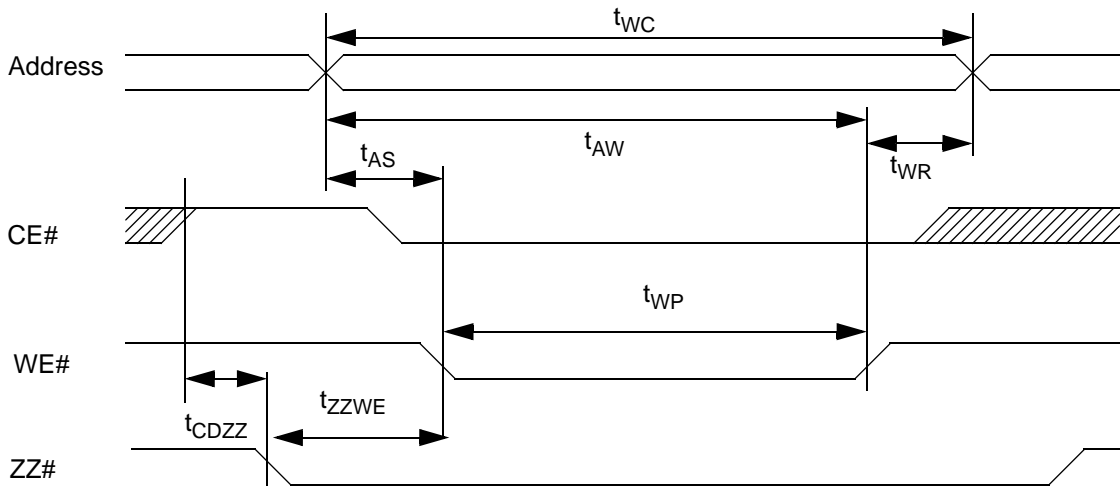 tWC
Address
tAW
tAS
tWR
CE#
tWP
WE#
tZZWE
tCDZZ
ZZ#